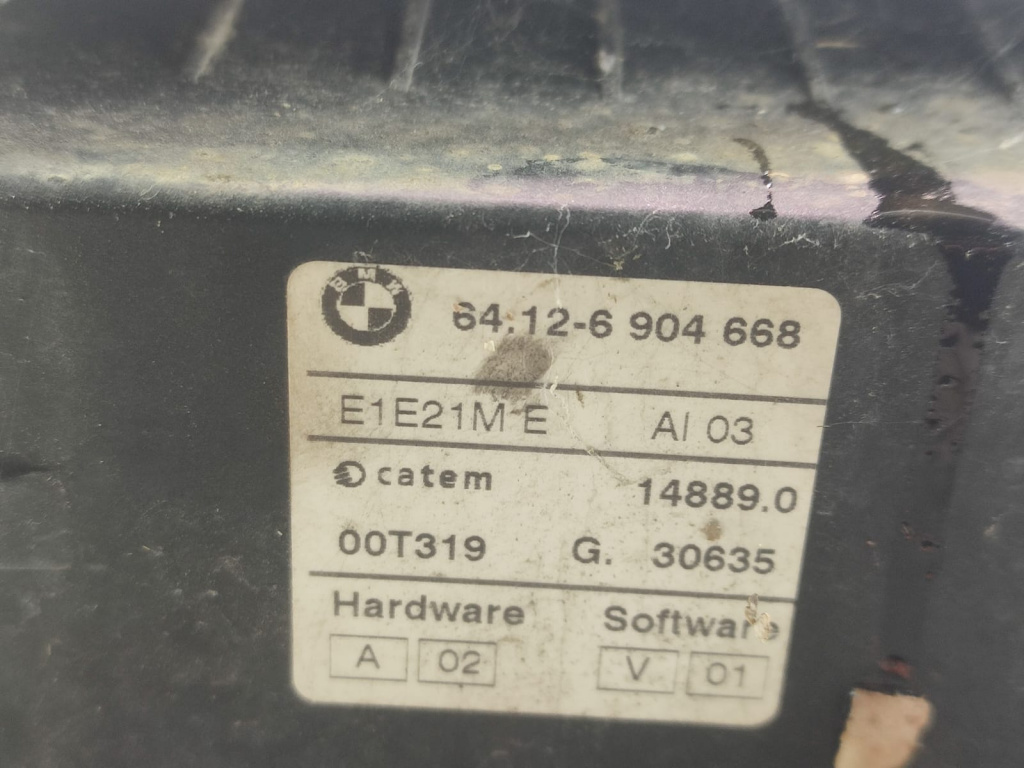 BMW
64.12-6 904 668
E1E21M E AI 03
catem 14889.0
00T319 G. 30635
Hardware Software
A 02 V 01